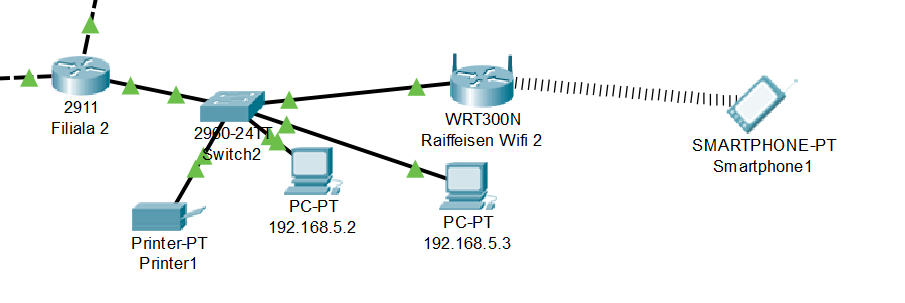 2911
Filiala 2
2960-24TT
Switch2
WRT300N
Raiffeisen Wifi 2
SMARTPHONE-PT
Smartphone1
PC-PT
192.168.5.2
PC-PT
192.168.5.3
Printer-PT
Printer1